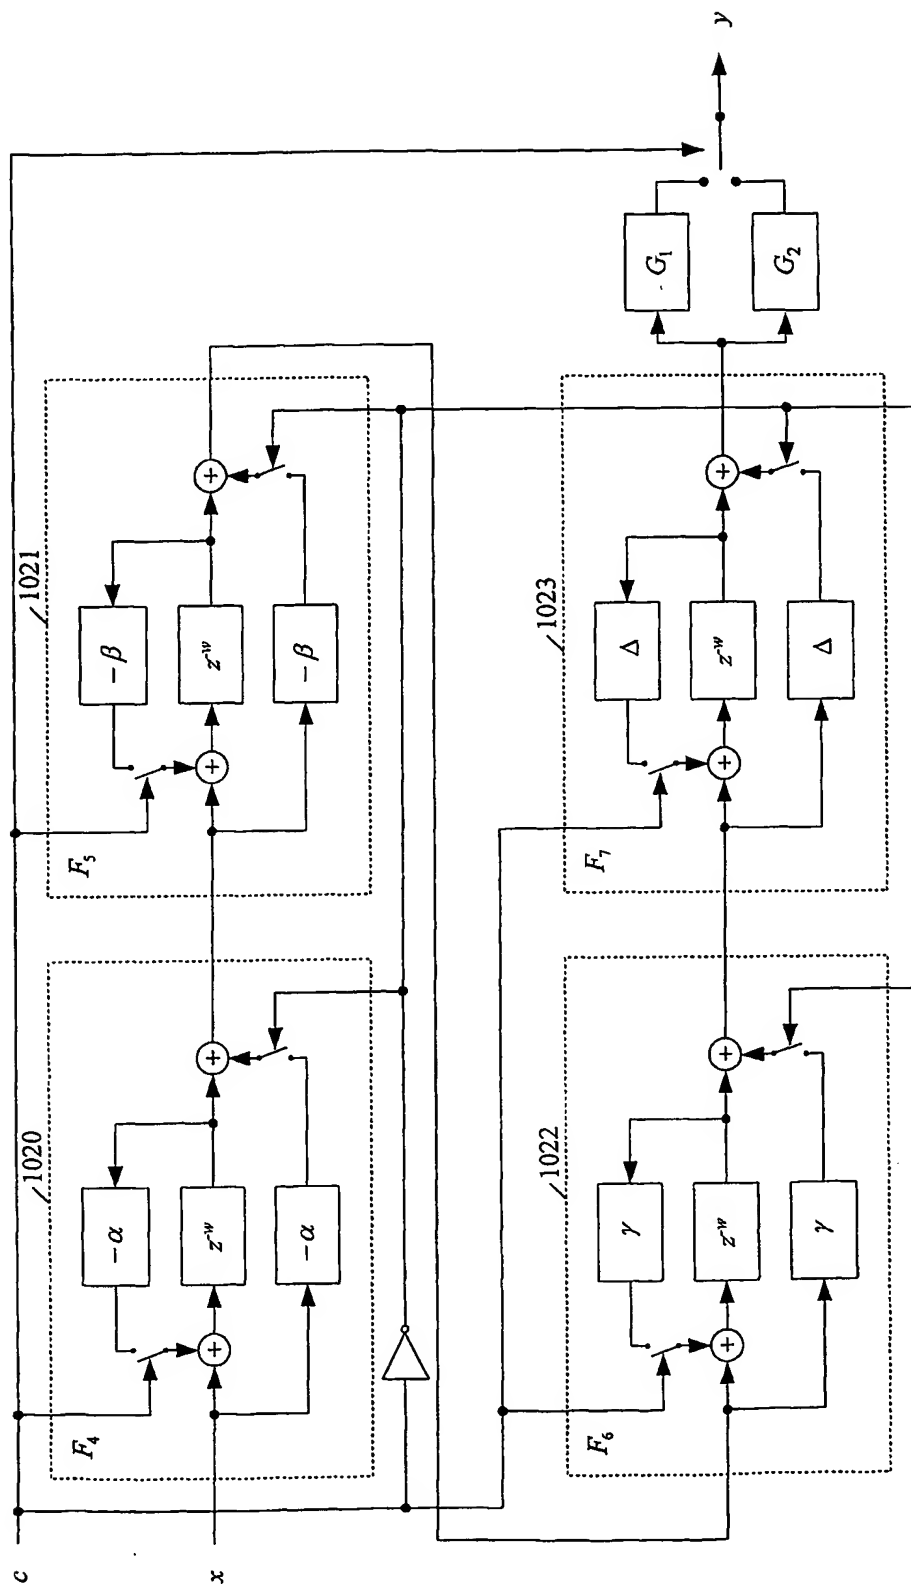 c
x
1020
F₄
-α
z⁻ʷ
-α
1021
F₅
-β
z⁻ʷ
-β
1022
F₆
γ
z⁻ʷ
γ
1023
F₇
Δ
z⁻ʷ
Δ
G₁
G₂
y
+
+
+
+
+
+
+
+